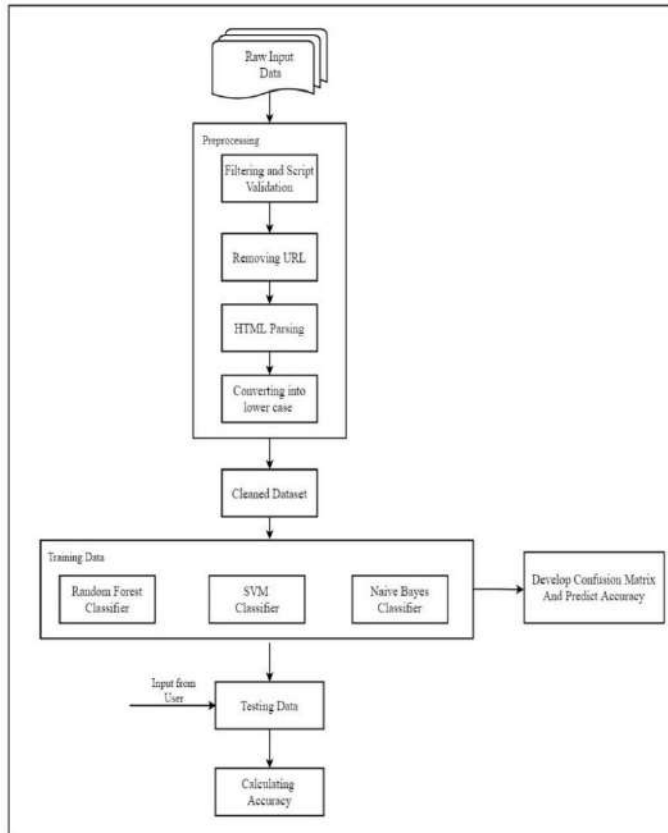 Raw Input
Data
Preprocessing
Filtering and Script
Validation
Removing URL
HTML Parsing
Converting into
lower case
Cleaned Dataset
Training Data
Random Forest
Classifier
SVM
Classifier
Naive Bayes
Classifier
Develop Confusion Matrix
And Predict Accuracy
Input from
User
Testing Data
Calculating
Accuracy